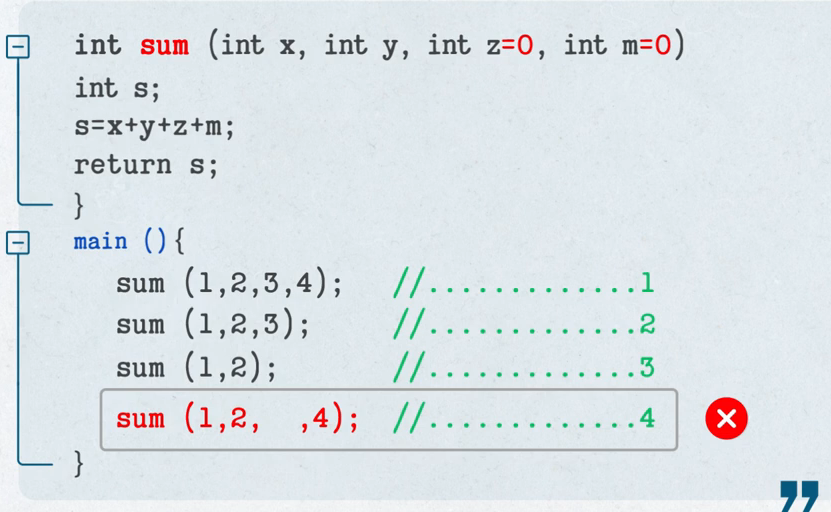 int sum (int x, int y, int z=0, int m=0)
int s;
s=x+y+z+m;
return s;
}
main (){
sum (1,2,3,4); //.............1
sum (1,2,3); //.............2
sum (1,2); //.............3
sum (1,2,  ,4); //.............4
}
”